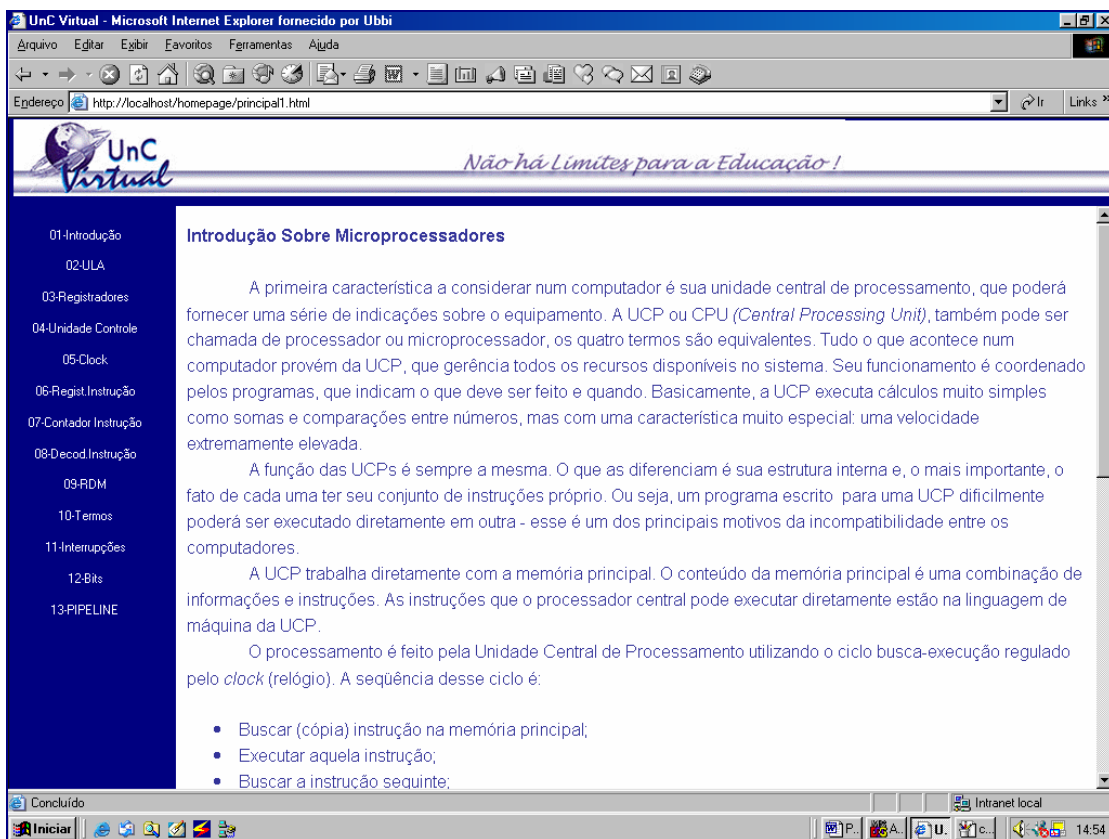 UnC Virtual - Microsoft Internet Explorer fornecido por Ubbi
Arquivo Editar Exibir Favoritos Ferramentas Ajuda
Endereço http://localhost/homepage/principal1.html Ir Links »
UnC
Virtual
Não há Limites para a Educação !
01-Introdução
02-ULA
03-Registradores
04-Unidade Controle
05-Clock
06-Regist.Instrução
07-Contador Instrução
08-Decod.Instrução
09-RDM
10-Termos
11-Interrupções
12-Bits
13-PIPELINE
Introdução Sobre Microprocessadores
A primeira característica a considerar num computador é sua unidade central de processamento, que poderá
fornecer uma série de indicações sobre o equipamento. A UCP ou CPU (Central Processing Unit), também pode ser
chamada de processador ou microprocessador, os quatro termos são equivalentes. Tudo o que acontece num
computador provém da UCP, que gerência todos os recursos disponíveis no sistema. Seu funcionamento é coordenado
pelos programas, que indicam o que deve ser feito e quando. Basicamente, a UCP executa cálculos muito simples
como somas e comparações entre números, mas com uma característica muito especial: uma velocidade
extremamente elevada.
A função das UCPs é sempre a mesma. O que as diferenciam é sua estrutura interna e, o mais importante, o
fato de cada uma ter seu conjunto de instruções próprio. Ou seja, um programa escrito para uma UCP dificilmente
poderá ser executado diretamente em outra - esse é um dos principais motivos da incompatibilidade entre os
computadores.
A UCP trabalha diretamente com a memória principal. O conteúdo da memória principal é uma combinação de
informações e instruções. As instruções que o processador central pode executar diretamente estão na linguagem de
máquina da UCP.
O processamento é feito pela Unidade Central de Processamento utilizando o ciclo busca-execução regulado
pelo clock (relógio). A seqüência desse ciclo é:
• Buscar (cópia) instrução na memória principal;
• Executar aquela instrução;
• Buscar a instrução seguinte;
Concluído Intranet local
Iniciar P.. A.. U. c... 14:54